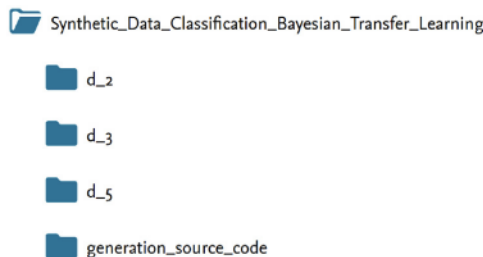 Synthetic_Data_Classification_Bayesian_Transfer_Learning
d_2
d_3
d_5
generation_source_code